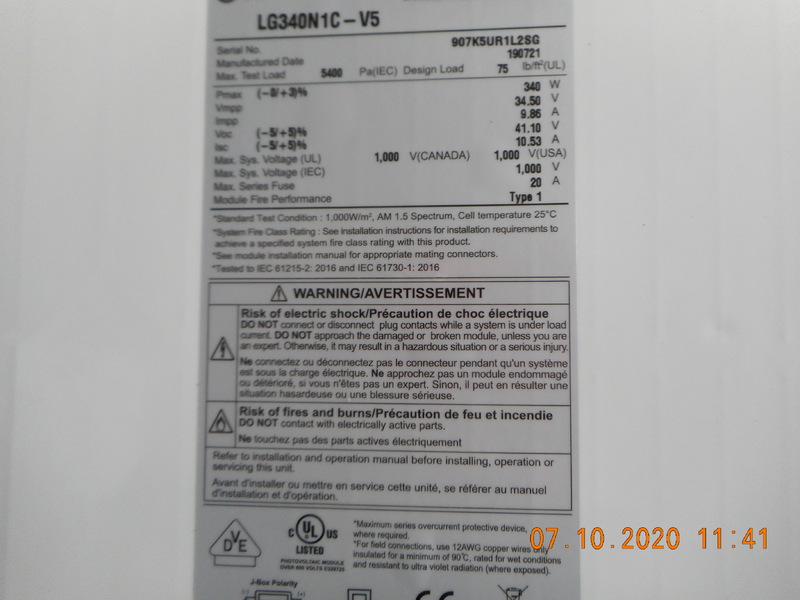 LG340N1C-V5
Serial No. 907K5UR1L2SG
Manufactured Date 190721
Max. Test Load 5400 Pa(IEC) Design Load 75 lb/ft²(UL)
Pmax (-0/+3)% 340 W
Vmpp 34.50 V
Impp 9.86 A
Voc (-5/+5)% 41.10 V
Isc (-5/+5)% 10.53 A
Max. Sys. Voltage (UL) 1,000 V(CANADA) 1,000 V(USA)
Max. Sys. Voltage (IEC) 1,000 V
Max. Series Fuse 20 A
Module Fire Performance Type 1
*Standard Test Condition : 1,000W/m², AM 1.5 Spectrum, Cell temperature 25°C
*System Fire Class Rating : See installation instructions for installation requirements to
achieve a specified system fire class rating with this product.
*See module installation manual for appropriate mating connectors.
*Tested to IEC 61215-2: 2016 and IEC 61730-1: 2016
WARNING/AVERTISSEMENT
Risk of electric shock/Précaution de choc électrique
DO NOT connect or disconnect plug contacts while a system is under load
current. DO NOT approach the damaged or broken module, unless you are
an expert. Otherwise, it may result in a hazardous situation or a serious injury.
Ne connectez ou déconnectez pas le connecteur pendant qu'un système
est sous la charge électrique. Ne approchez pas un module endommagé
ou détérioré, si vous n'êtes pas un expert. Sinon, il peut en résulter une
situation hasardeuse ou une blessure sérieuse.
Risk of fires and burns/Précaution de feu et incendie
DO NOT contact with electrically active parts.
Ne touchez pas des parts actives électriquement
Refer to installation and operation manual before installing, operation or
servicing this unit.
Avant d'installer ou mettre en service cette unité, se référer au manuel
d'installation et d'opération.
DVE
C UL US
LISTED
PHOTOVOLTAIC MODULE
*Maximum series overcurrent protective device,
where required.
*For field connections, use 12AWG copper wires only
insulated for a minimum of 90℃, rated for wet conditions
and resistant to ultra violet radiation (where exposed).
07.10.2020 11:41
J-Box Polarity